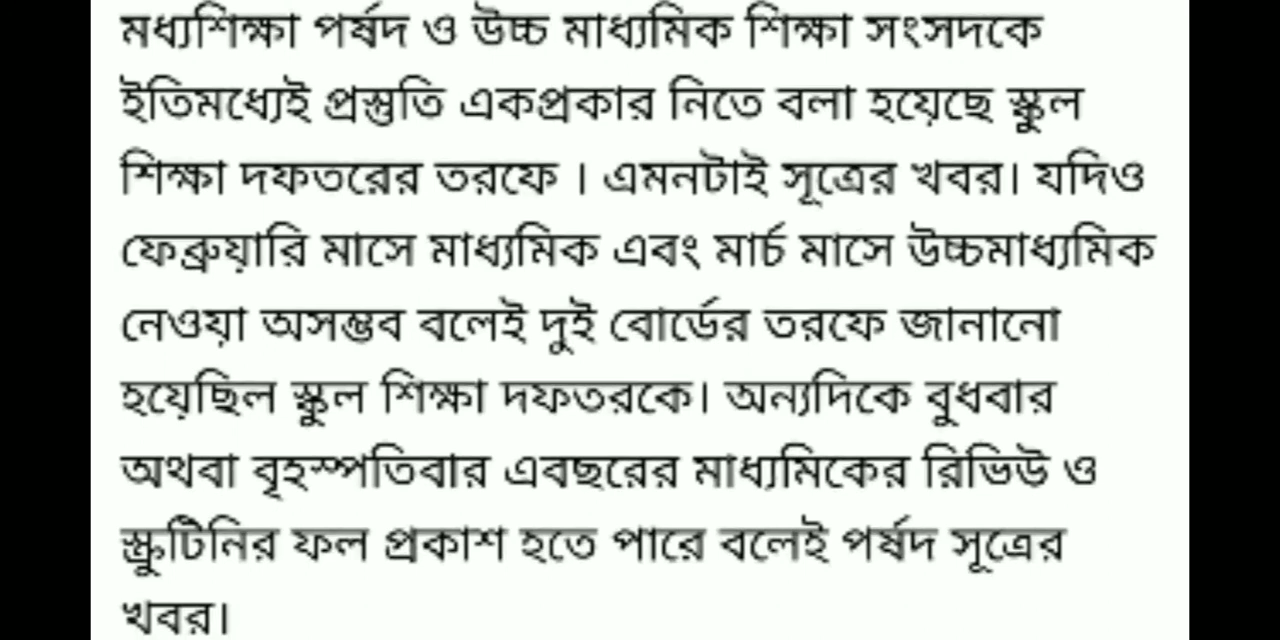 মধ্যশিক্ষা পর্ষদ ও উচ্চ মাধ্যমিক শিক্ষা সংসদকে
ইতিমধ্যেই প্রস্তুতি একপ্রকার নিতে বলা হয়েছে স্কুল
শিক্ষা দফতরের তরফে । এমনটাই সূত্রের খবর। যদিও
ফেব্রুয়ারি মাসে মাধ্যমিক এবং মার্চ মাসে উচ্চমাধ্যমিক
নেওয়া অসম্ভব বলেই দুই বোর্ডের তরফে জানানো
হয়েছিল স্কুল শিক্ষা দফতরকে। অন্যদিকে বুধবার
অথবা বৃহস্পতিবার এবছরের মাধ্যমিকের রিভিউ ও
স্ক্রুটিনির ফল প্রকাশ হতে পারে বলেই পর্ষদ সূত্রের
খবর।